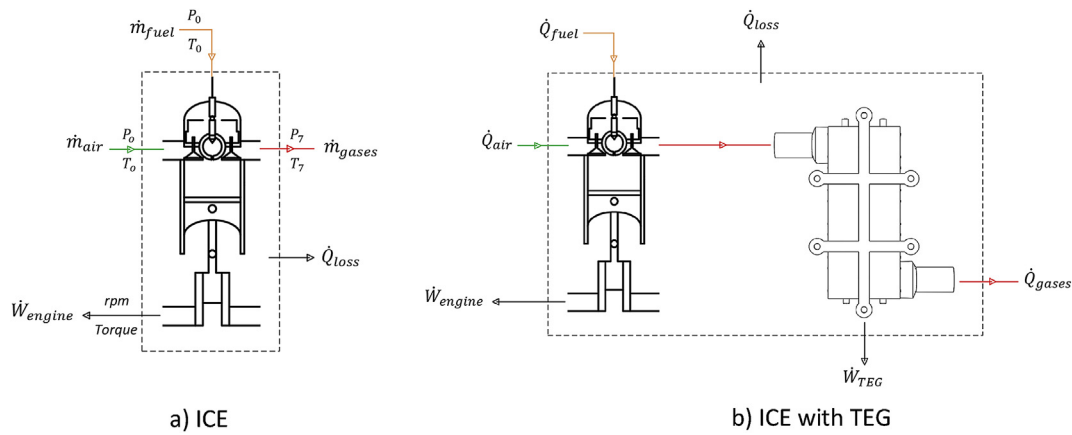 ṁ_fuel P_0
T_0
ṁ_air P_o
T_o
P_7 ṁ_gases
T_7
Q̇_loss
Ẇ_engine rpm
Torque
a) ICE
Q̇_fuel
Q̇_loss
Q̇_air
Ẇ_engine
Q̇_gases
Ẇ_TEG
b) ICE with TEG